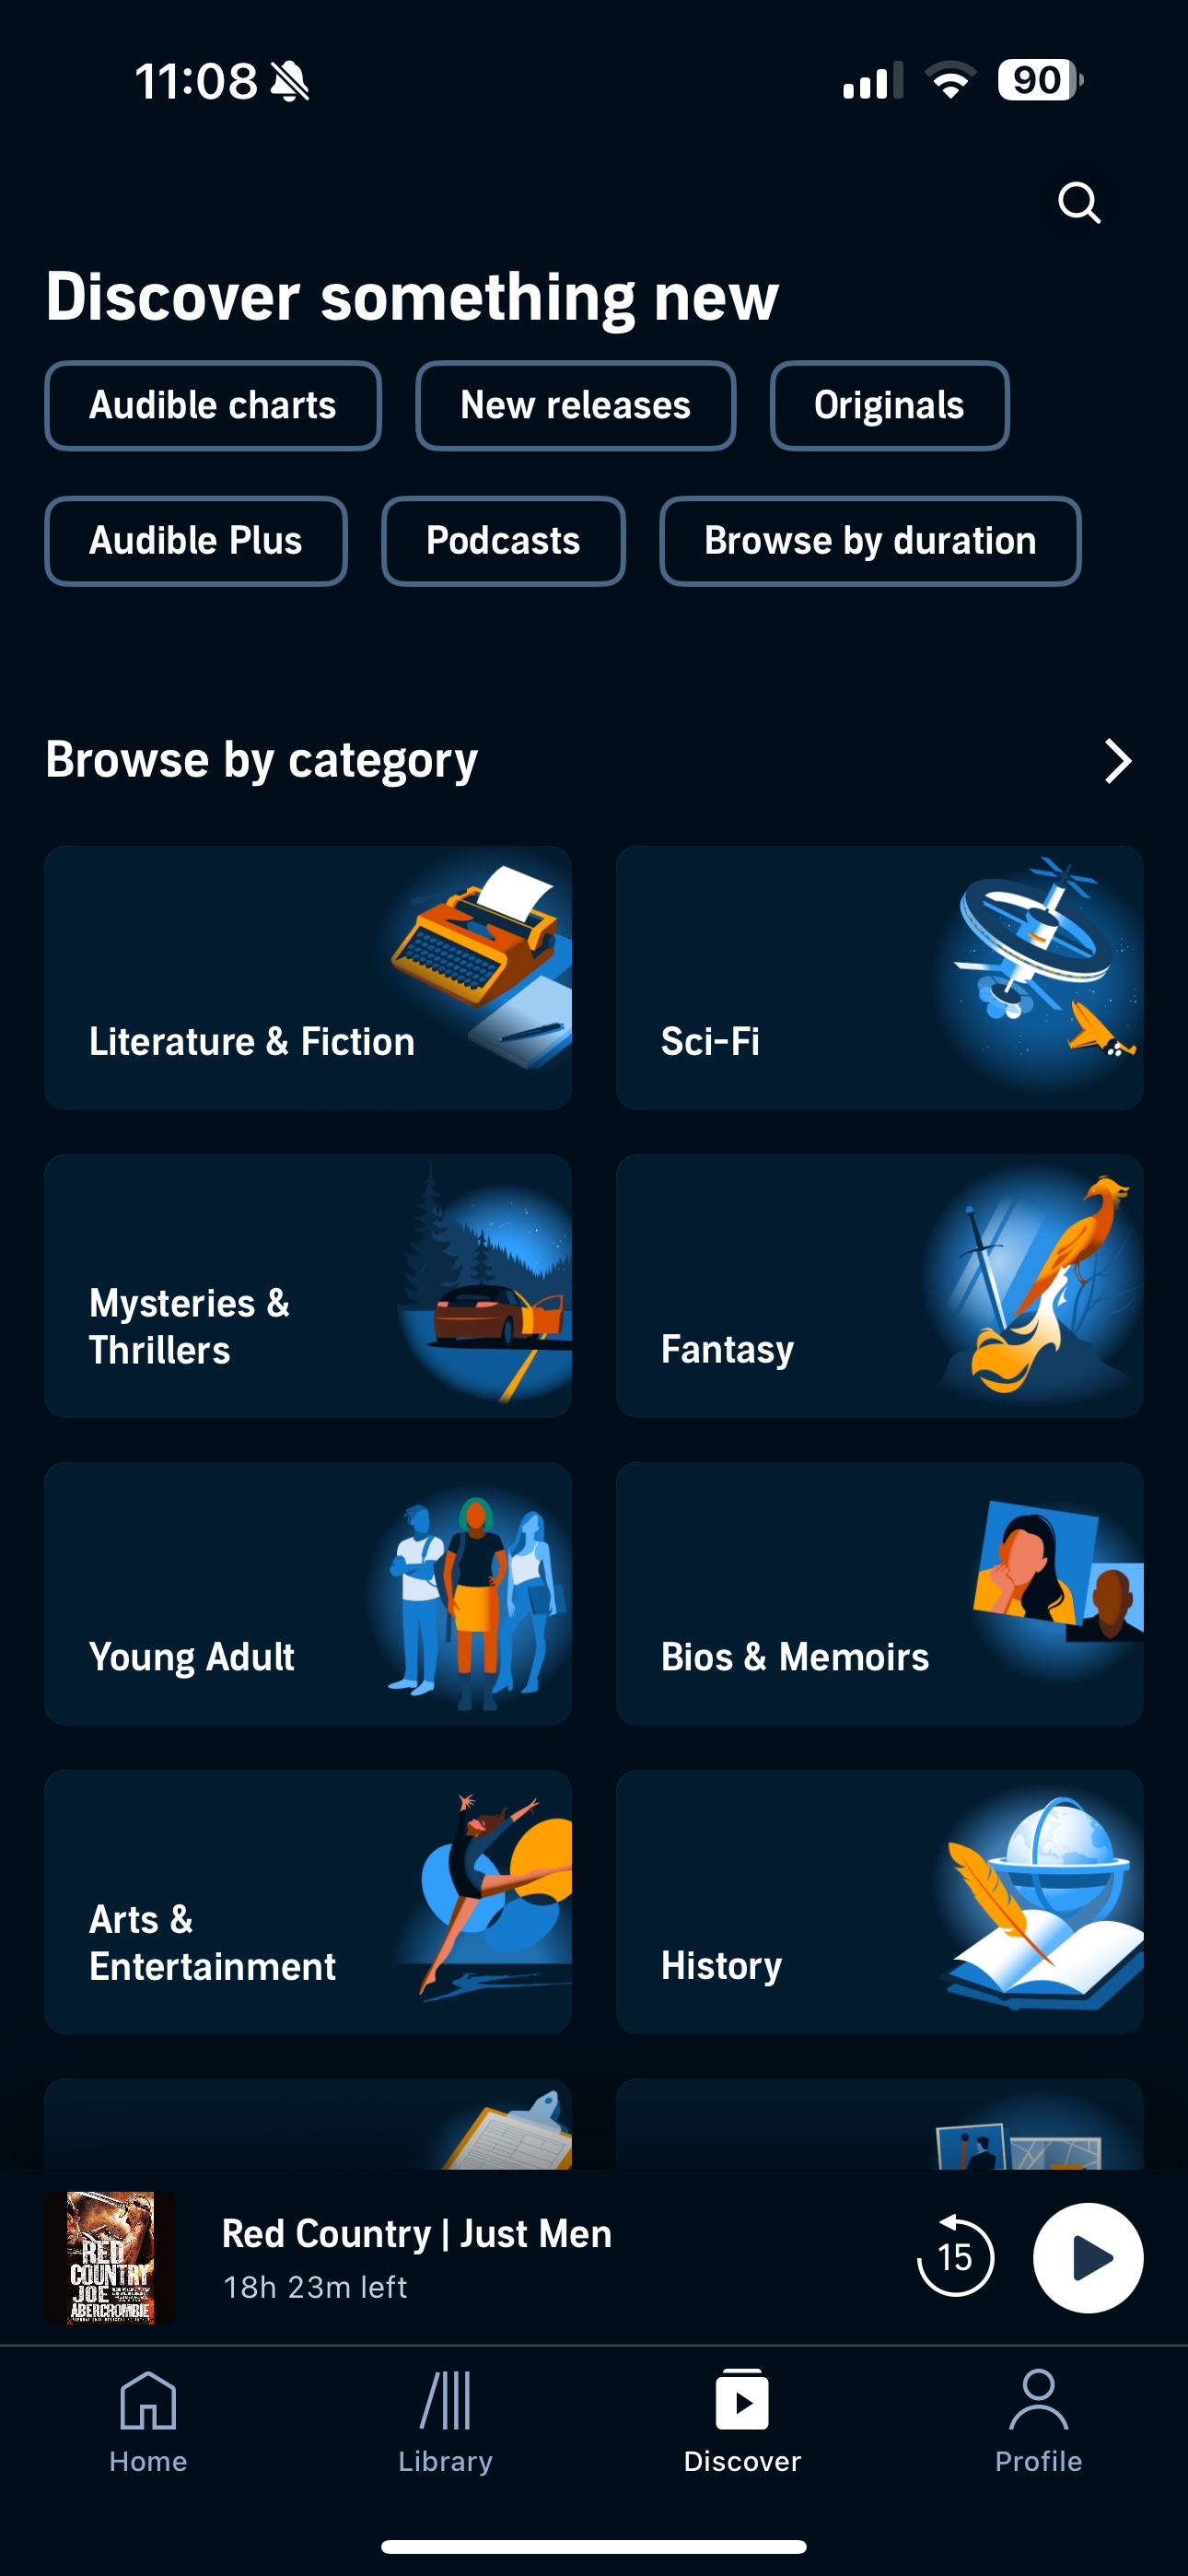 11:08
90
Discover something new
Audible charts
New releases
Originals
Audible Plus
Podcasts
Browse by duration
Browse by category
Literature & Fiction
Sci-Fi
Mysteries &
Thrillers
Fantasy
Young Adult
Bios & Memoirs
Arts &
Entertainment
History
RED
COUNTRY
JOE
ABERCROMBIE
Red Country | Just Men
18h 23m left
15
Home
Library
Discover
Profile